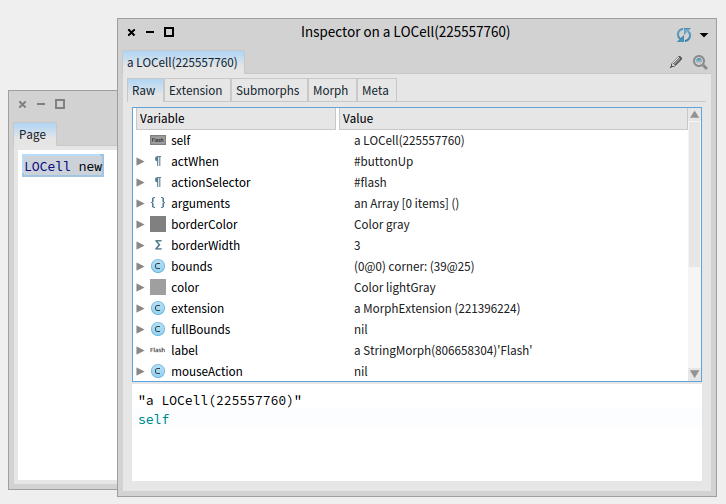 Inspector on a LOCell(225557760)
a LOCell(225557760)
Raw Extension Submorphs Morph Meta
Variable Value
Flash self a LOCell(225557760)
¶ actWhen #buttonUp
¶ actionSelector #flash
{ } arguments an Array [0 items] ()
borderColor Color gray
Σ borderWidth 3
C bounds (0@0) corner: (39@25)
color Color lightGray
C extension a MorphExtension (221396224)
C fullBounds nil
Flash label a StringMorph(806658304)'Flash'
C mouseAction nil
"a LOCell(225557760)"
self
Page
LOCell new